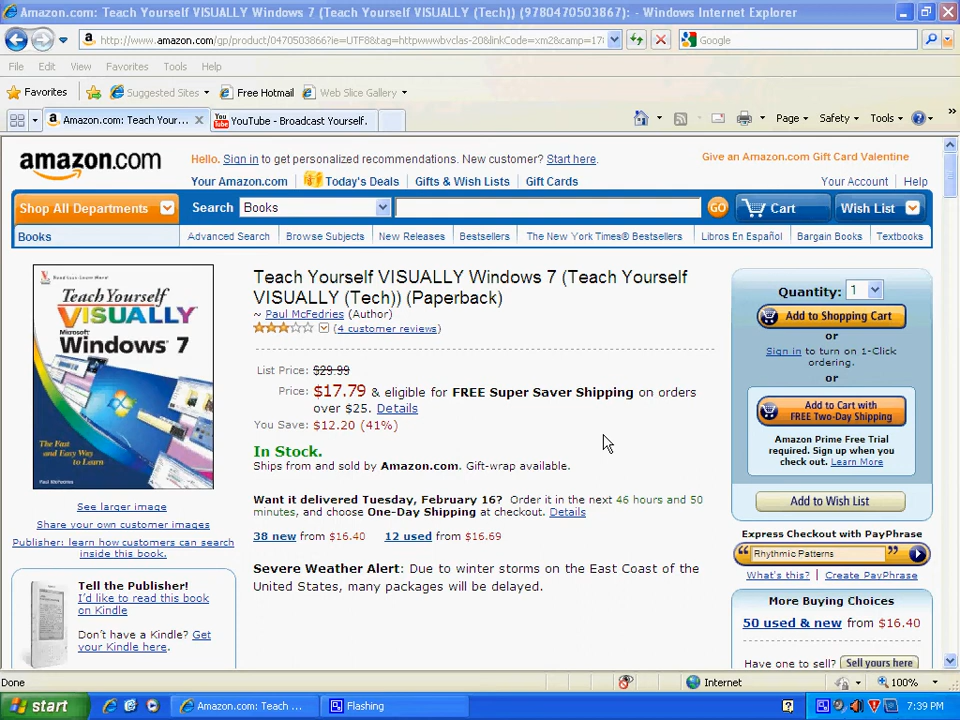 Amazon.com: Teach Yourself VISUALLY Windows 7 (Teach Yourself VISUALLY (Tech)) (9780470503867): - Windows Internet Explorer
http://www.amazon.com/gp/product/0470503866?ie=UTF8&tag=httpwwwbvclas-20&linkCode=xm2&camp=17
Google
File Edit View Favorites Tools Help
Favorites Suggested Sites Free Hotmail Web Slice Gallery
Amazon.com: Teach Your... YouTube - Broadcast Yourself. Page Safety Tools
amazon.com
Hello. Sign in to get personalized recommendations. New customer? Start here.
Give an Amazon.com Gift Card Valentine
Your Amazon.com Today's Deals Gifts & Wish Lists Gift Cards Your Account Help
Shop All Departments Search Books GO Cart Wish List
Books Advanced Search Browse Subjects New Releases Bestsellers The New York Times® Bestsellers Libros En Español Bargain Books Textbooks
Teach Yourself
VISUALLY
Microsoft
Windows 7
The Fast and Easy Way to Learn
Paul McFedries
See larger image
Share your own customer images
Publisher: learn how customers can search
inside this book.
Tell the Publisher!
I'd like to read this book
on Kindle
Don't have a Kindle? Get
your Kindle here.
Teach Yourself VISUALLY Windows 7 (Teach Yourself
VISUALLY (Tech)) (Paperback)
~ Paul McFedries (Author)
(4 customer reviews)
List Price: $29.99
Price: $17.79 & eligible for FREE Super Saver Shipping on orders
over $25. Details
You Save: $12.20 (41%)
In Stock.
Ships from and sold by Amazon.com. Gift-wrap available.
Want it delivered Tuesday, February 16? Order it in the next 46 hours and 50
minutes, and choose One-Day Shipping at checkout. Details
38 new from $16.40 12 used from $16.69
Severe Weather Alert: Due to winter storms on the East Coast of the
United States, many packages will be delayed.
Quantity: 1
Add to Shopping Cart
or
Sign in to turn on 1-Click
ordering.
or
Add to Cart with
FREE Two-Day Shipping
Amazon Prime Free Trial
required. Sign up when you
check out. Learn More
Add to Wish List
Express Checkout with PayPhrase
Rhythmic Patterns
What's this? | Create PayPhrase
More Buying Choices
50 used & new from $16.40
Have one to sell? Sell yours here
Done Internet 100%
start Amazon.com: Teach ... Flashing 7:39 PM